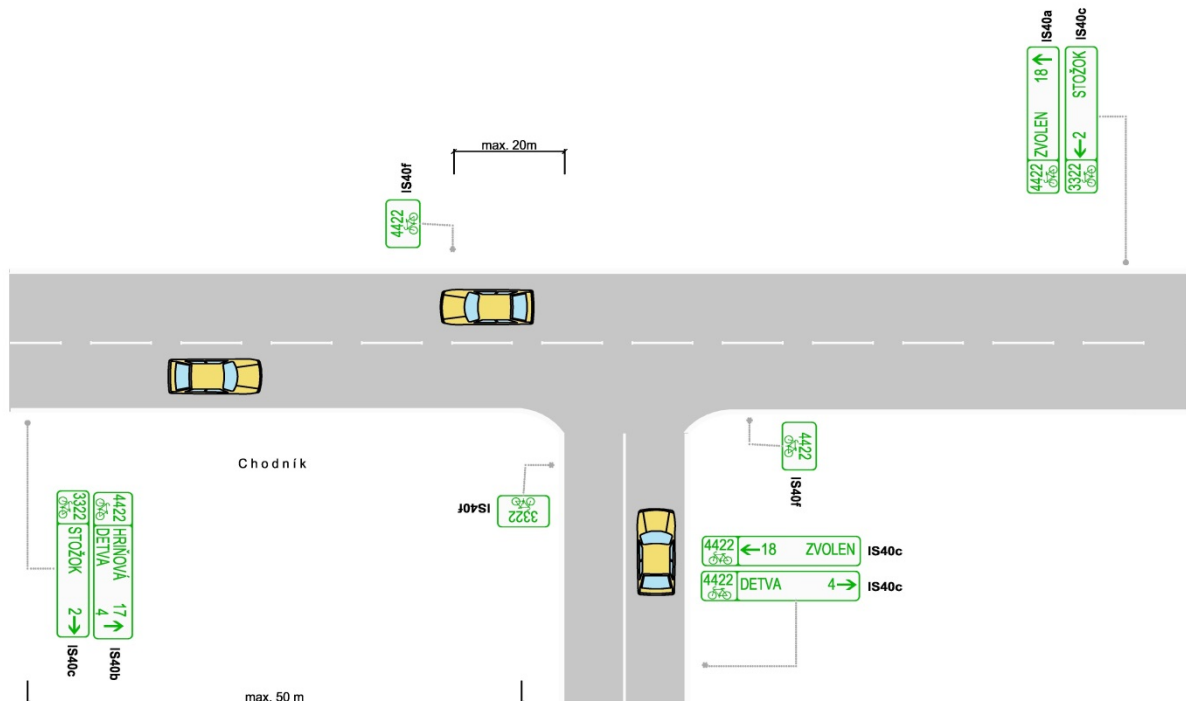 IS40a
IS40c
4422 ZVOLEN 18 ↑
3322 ← 2 STOŽOK
max. 20m
IS40f
4422
Chodník
3322 STOŽOK 2 →
4422 HRIŇOVÁ 17
DETVA 4 ↑
IS40c
IS40b
max. 50 m
3322
IS40f
4422
IS40f
4422 ← 18 ZVOLEN
IS40c
4422 DETVA 4 →
IS40c